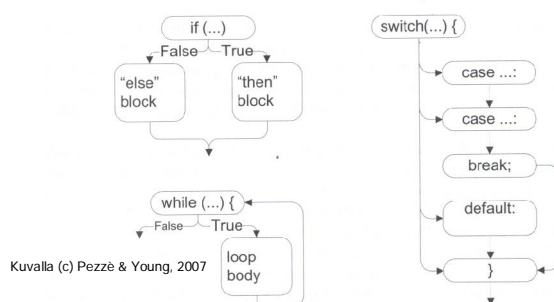 if (...)
False True
“else”
block
“then”
block
while (...) {
False True
loop
body
Kuvalla (c) Pezzè & Young, 2007
switch(...) {
case ...:
case ...:
break;
default:
}